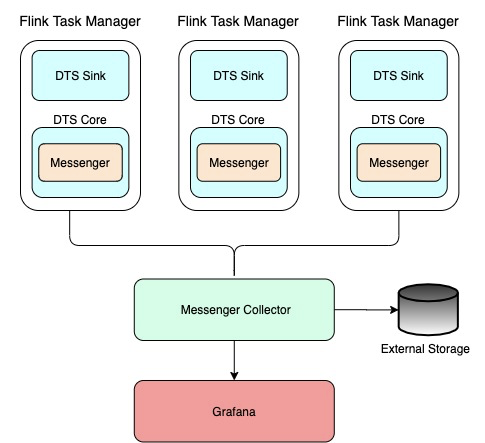 Flink Task Manager
Flink Task Manager
Flink Task Manager
DTS Sink
DTS Sink
DTS Sink
DTS Core
DTS Core
DTS Core
Messenger
Messenger
Messenger
Messenger Collector
External Storage
Grafana